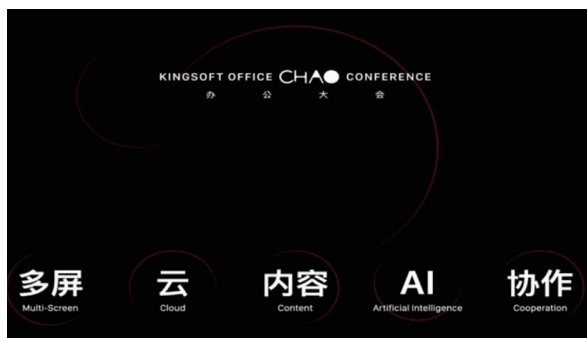 KINGSOFT OFFICE CHAO CONFERENCE
办 公 大 会
多屏 云 内容 AI 协作
Multi-Screen Cloud Content Artificial Intelligence Cooperation